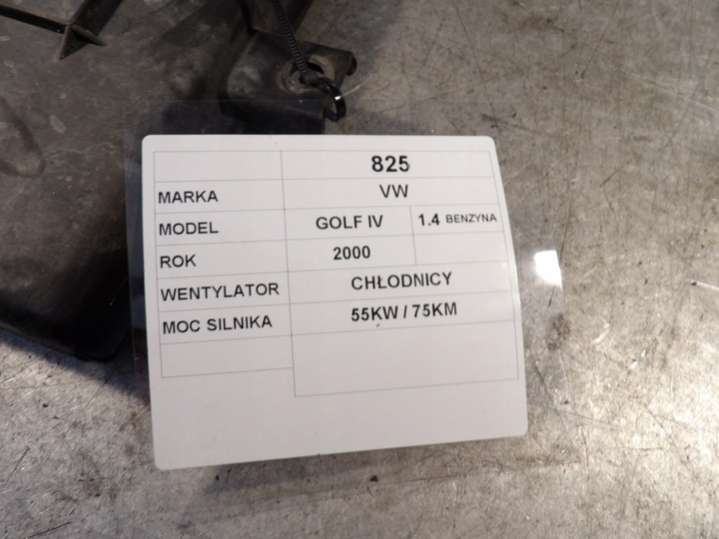 825
MARKA VW
MODEL GOLF IV 1.4 BENZYNA
ROK 2000
WENTYLATOR CHŁODNICY
MOC SILNIKA 55KW / 75KM